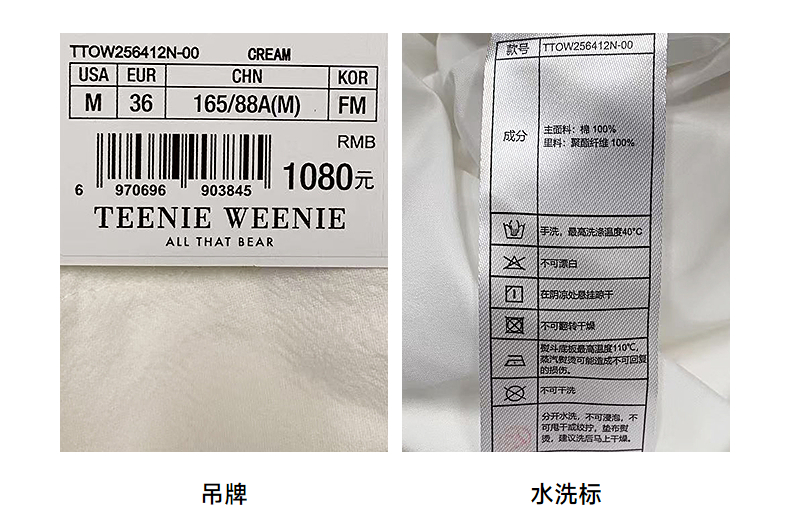 TTOW256412N-00 CREAM
USA EUR CHN KOR
M 36 165/88A(M) FM
RMB
6 970696 903845 1080元
TEENIE WEENIE
ALL THAT BEAR
款号 TTOW256412N-00
成分 主面料：棉 100%
里料：聚酯纤维 100%
手洗，最高洗涤温度40°C
不可漂白
在阴凉处悬挂晾干
不可翻转干燥
熨斗底板最高温度110℃，
蒸汽熨烫可能造成不可回复
的损伤。
不可干洗
分开水洗，不可浸泡，不
可甩干或绞拧，垫布熨
烫，建议洗后马上干燥。
吊牌
水洗标